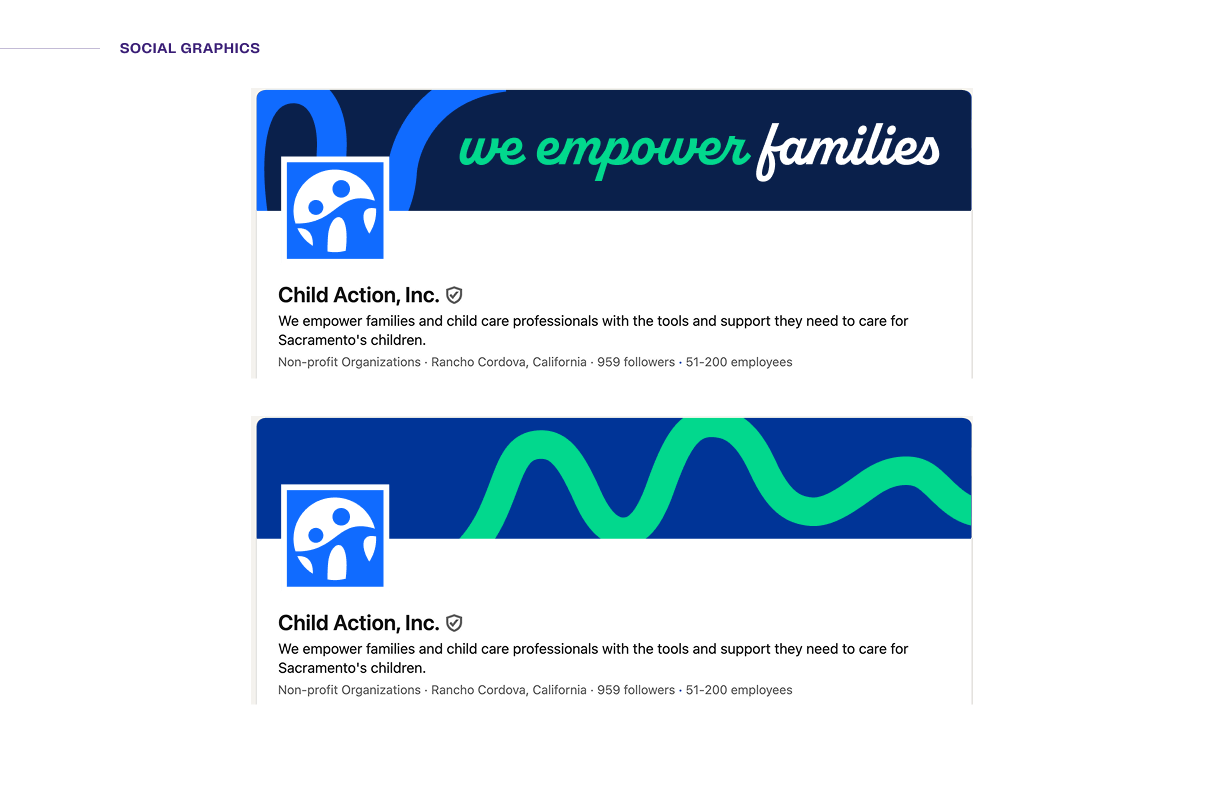 SOCIAL GRAPHICS
we empower families
Child Action, Inc.
We empower families and child care professionals with the tools and support they need to care for
Sacramento's children.
Non-profit Organizations · Rancho Cordova, California · 959 followers · 51-200 employees
Child Action, Inc.
We empower families and child care professionals with the tools and support they need to care for
Sacramento's children.
Non-profit Organizations · Rancho Cordova, California · 959 followers · 51-200 employees